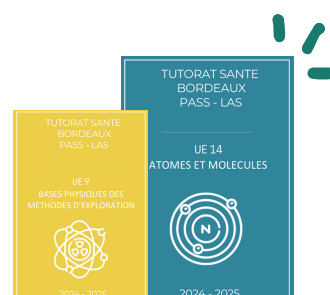 TUTORAT SANTE
BORDEAUX
PASS - LAS
UE 14
ATOMES ET MOLECULES
N
2024 - 2025
TUTORAT SANTE
BORDEAUX
PASS - LAS
UE 9
BASES PHYSIQUES DES
METHODES D'EXPLORATION
2024 - 2025